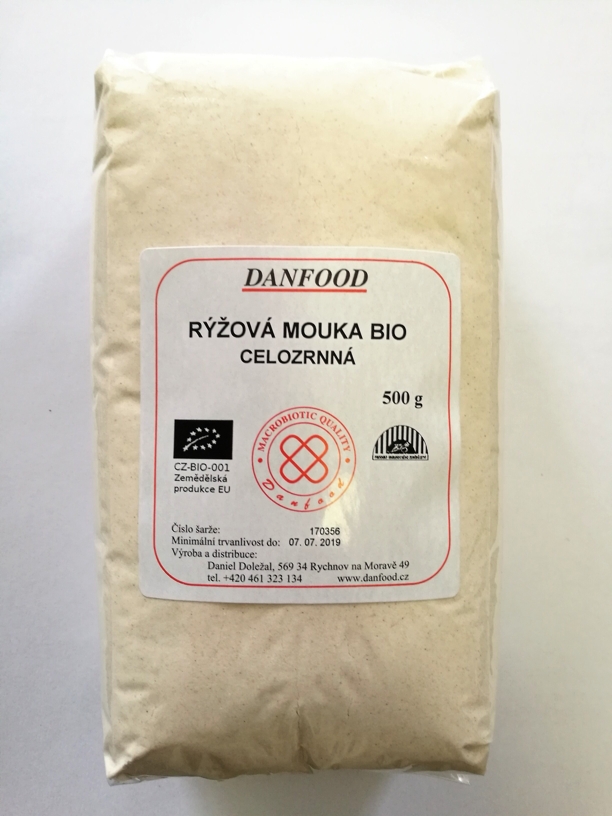 DANFOOD
RÝŽOVÁ MOUKA BIO
CELOZRNNÁ
500 g
MACROBIOTIC QUALITY
Danfood
CZ-BIO-001
Zemědělská
produkce EU
Číslo šarže: 170356
Minimální trvanlivost do: 07. 07. 2019
Výroba a distribuce:
Daniel Doležal, 569 34 Rychnov na Moravě 49
tel. +420 461 323 134 www.danfood.cz